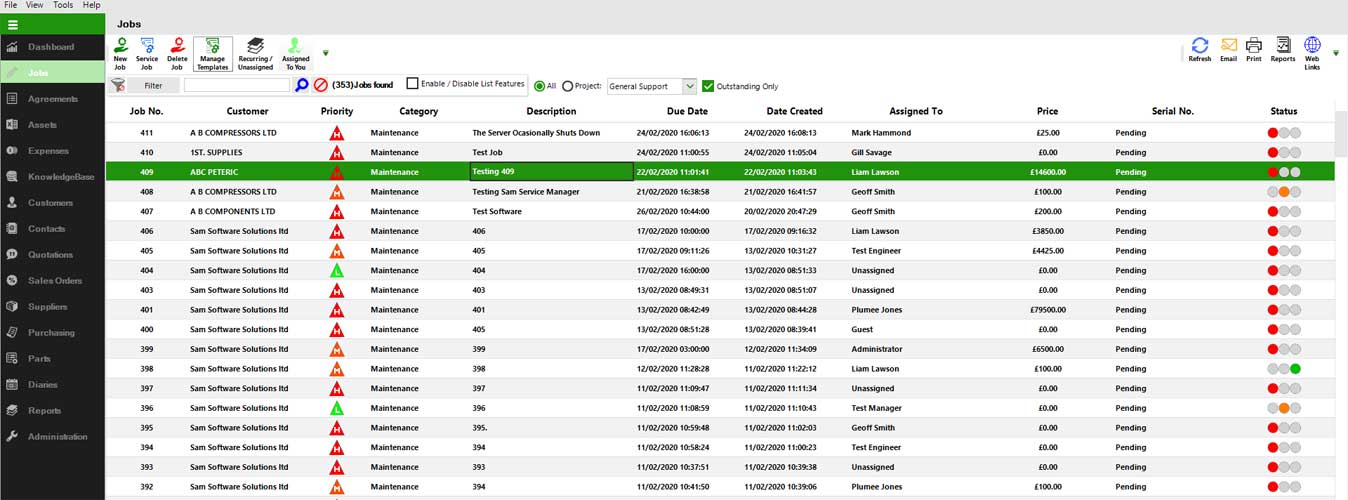 File View Tools Help
Jobs
Dashboard
Jobs
Agreements
Assets
Expenses
KnowledgeBase
Customers
Contacts
Quotations
Sales Orders
Suppliers
Purchasing
Parts
Diaries
Reports
Administration
New Job
Service Job
Delete Job
Manage Templates
Recurring / Unassigned
Assigned To You
Refresh
Email
Print
Reports
Web Links
Filter (353)Jobs found Enable / Disable List Features All Project: General Support Outstanding Only
Job No. Customer Priority Category Description Due Date Date Created Assigned To Price Serial No. Status
411 A B COMPRESSORS LTD H Maintenance The Server Ocasionally Shuts Down 24/02/2020 16:06:13 24/02/2020 16:08:13 Mark Hammond £25.00 Pending
410 1ST. SUPPLIES H Maintenance Test Job 24/02/2020 11:00:55 24/02/2020 11:05:04 Gill Savage £0.00 Pending
409 ABC PETERIC H Maintenance Testing 409 22/02/2020 11:01:41 22/02/2020 11:03:43 Liam Lawson £14600.00 Pending
408 A B COMPRESSORS LTD M Maintenance Testing Sam Service Manager 21/02/2020 16:38:58 21/02/2020 16:41:57 Geoff Smith £100.00 Pending
407 A B COMPONENTS LTD H Maintenance Test Software 26/02/2020 10:44:00 20/02/2020 20:47:29 Geoff Smith £200.00 Pending
406 Sam Software Solutions ltd H Maintenance 406 17/02/2020 10:00:00 17/02/2020 09:16:32 Liam Lawson £3850.00 Pending
405 Sam Software Solutions ltd M Maintenance 405 17/02/2020 09:11:26 13/02/2020 10:31:27 Test Engineer £4425.00 Pending
404 Sam Software Solutions ltd L Maintenance 404 17/02/2020 16:00:00 13/02/2020 08:51:33 Unassigned £0.00 Pending
403 Sam Software Solutions ltd H Maintenance 403 13/02/2020 08:49:31 13/02/2020 08:51:07 Unassigned £0.00 Pending
401 Sam Software Solutions ltd H Maintenance 401 13/02/2020 08:42:49 13/02/2020 08:44:28 Plumee Jones £79500.00 Pending
400 Sam Software Solutions ltd H Maintenance 405 13/02/2020 08:51:28 13/02/2020 08:39:41 Guest £0.00 Pending
399 Sam Software Solutions ltd M Maintenance 399 17/02/2020 03:00:00 12/02/2020 11:34:09 Administrator £6500.00 Pending
398 Sam Software Solutions ltd M Maintenance 398 12/02/2020 11:28:28 11/02/2020 11:22:12 Liam Lawson £100.00 Pending
397 Sam Software Solutions ltd H Maintenance 397 11/02/2020 11:09:47 11/02/2020 11:11:34 Unassigned £0.00 Pending
396 Sam Software Solutions ltd L Maintenance 396 11/02/2020 11:08:59 11/02/2020 11:10:43 Test Manager £0.00 Pending
395 Sam Software Solutions ltd H Maintenance 395. 11/02/2020 10:59:48 11/02/2020 11:02:03 Geoff Smith £0.00 Pending
394 Sam Software Solutions ltd H Maintenance 394 11/02/2020 10:58:24 11/02/2020 11:00:23 Test Engineer £0.00 Pending
393 Sam Software Solutions ltd H Maintenance 393 11/02/2020 10:37:51 11/02/2020 10:39:38 Unassigned £0.00 Pending
392 Sam Software Solutions ltd H Maintenance 394 11/02/2020 10:41:50 11/02/2020 10:39:06 Plumee Jones £100.00 Pending